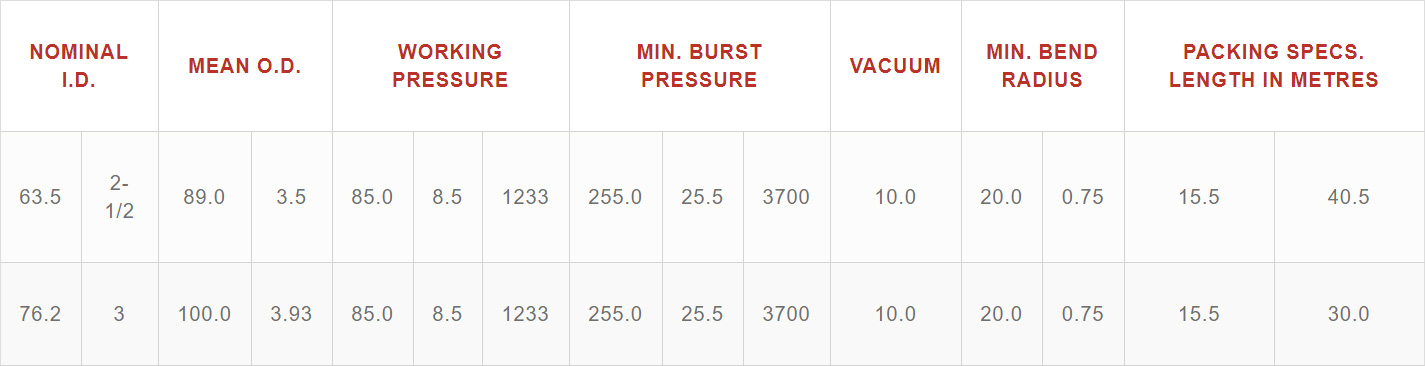 NOMINAL I.D. MEAN O.D. WORKING PRESSURE MIN. BURST PRESSURE VACUUM MIN. BEND RADIUS PACKING SPECS. LENGTH IN METRES
63.5 2-1/2 89.0 3.5 85.0 8.5 1233 255.0 25.5 3700 10.0 20.0 0.75 15.5 40.5
76.2 3 100.0 3.93 85.0 8.5 1233 255.0 25.5 3700 10.0 20.0 0.75 15.5 30.0